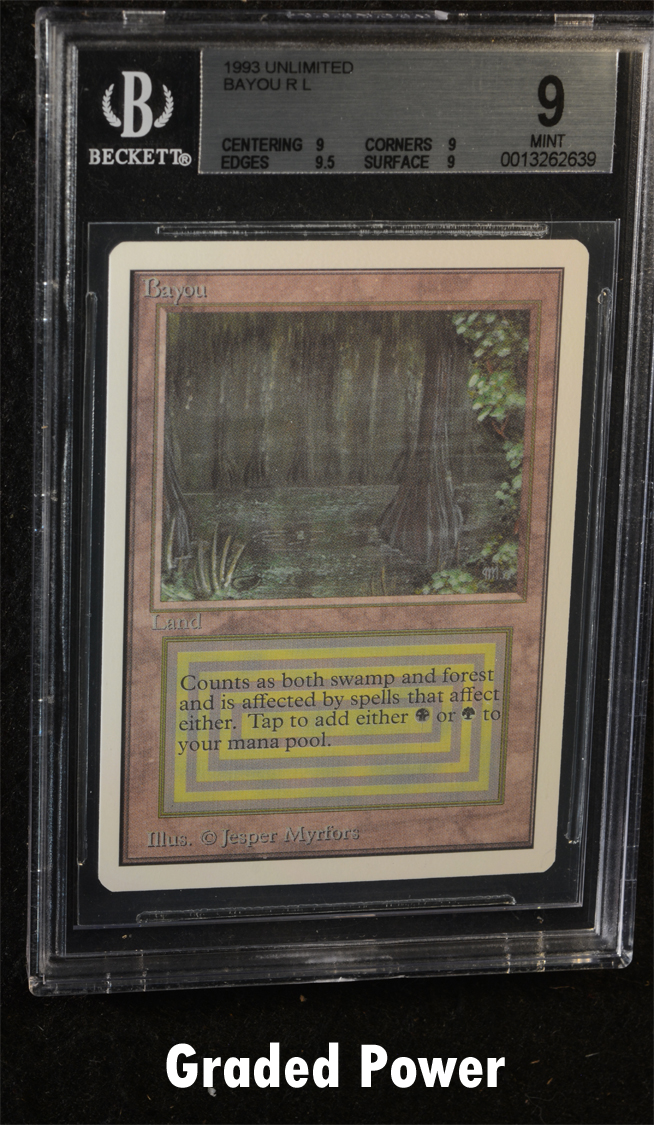 1993 UNLIMITED
BAYOU R L
B
BECKETT®
CENTERING 9 CORNERS 9
EDGES 9.5 SURFACE 9
9
MINT
0013262639
Bayou
Land
Counts as both swamp and forest
and is affected by spells that affect
either. Tap to add either or to
your mana pool.
Illus. © Jesper Myrfors
Graded Power